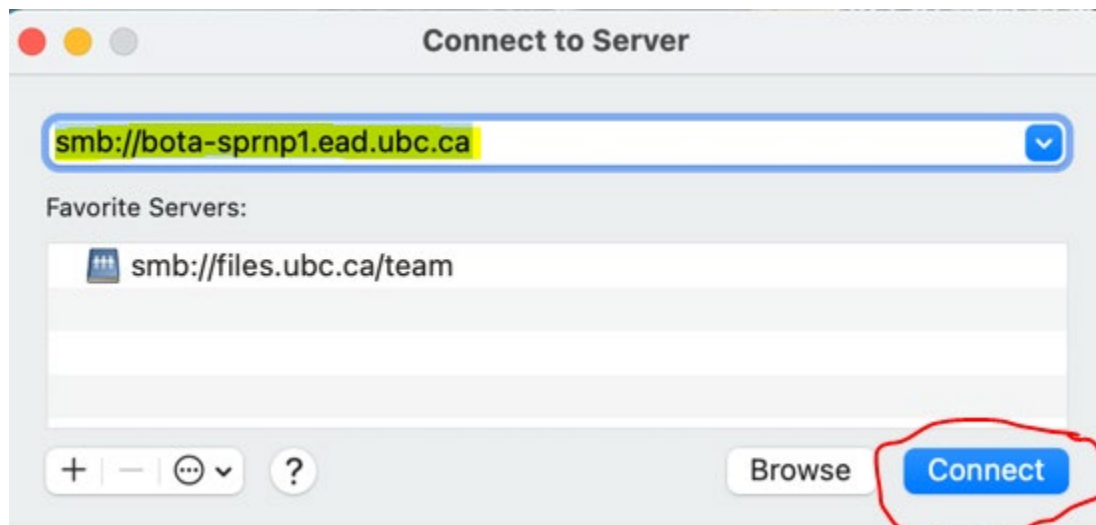 Connect to Server
smb://bota-sprnp1.ead.ubc.ca
Favorite Servers:
smb://files.ubc.ca/team
?
Browse
Connect